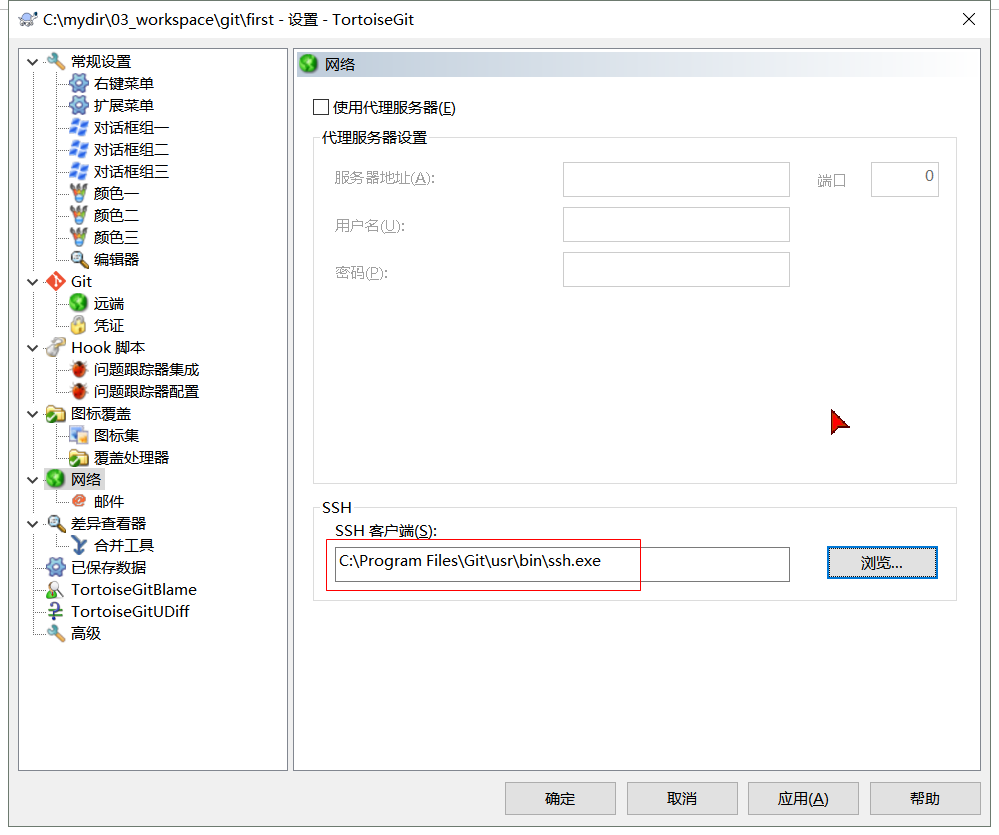 C:\mydir\03_workspace\git\first - 设置 - TortoiseGit
常规设置
右键菜单
扩展菜单
对话框组一
对话框组二
对话框组三
颜色一
颜色二
颜色三
编辑器
Git
远端
凭证
Hook 脚本
问题跟踪器集成
问题跟踪器配置
图标覆盖
图标集
覆盖处理器
网络
邮件
差异查看器
合并工具
已保存数据
TortoiseGitBlame
TortoiseGitUDiff
高级
网络
使用代理服务器(E)
代理服务器设置
服务器地址(A):
端口
0
用户名(U):
密码(P):
SSH
SSH 客户端(S):
C:\Program Files\Git\usr\bin\ssh.exe
浏览...
确定
取消
应用(A)
帮助